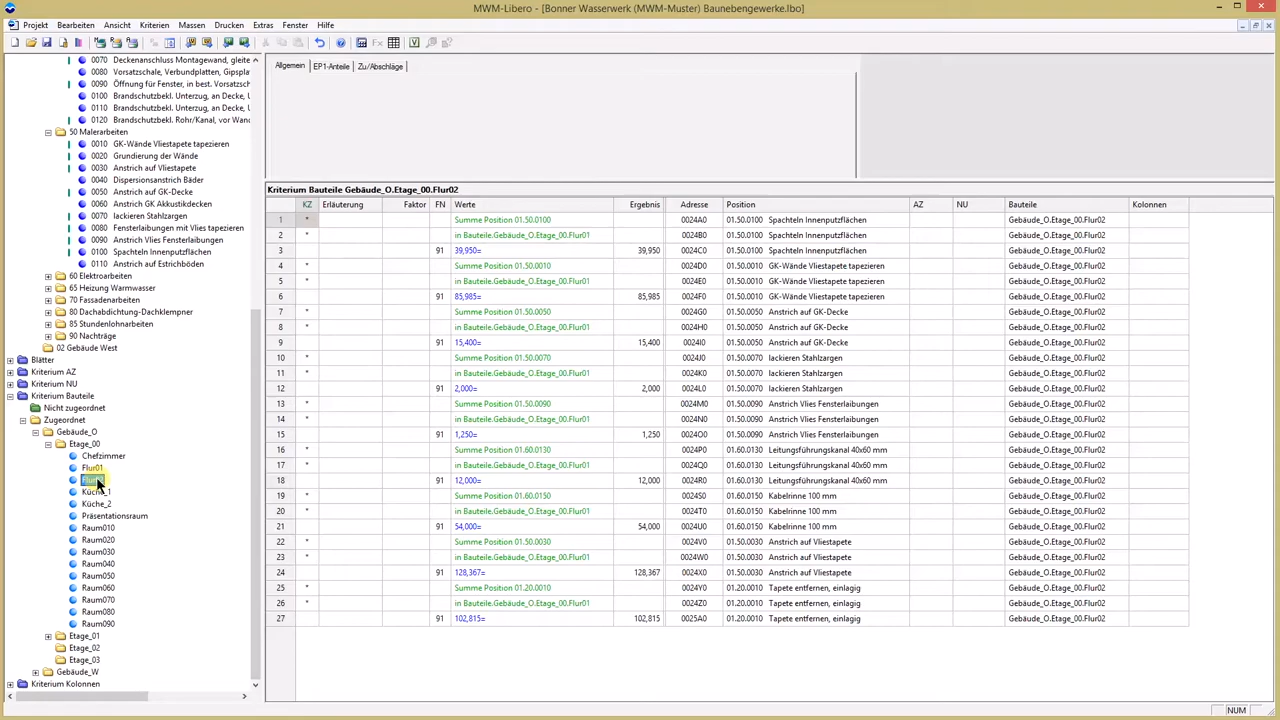 MWM-Libero - [Bonner Wasserwerk (MWM-Muster) Baunebengewerke.lbo]
Projekt Bearbeiten Ansicht Kriterien Massen Drucken Extras Fenster Hilfe
0070 Deckenanschluss Montagewand, gleite
0080 Vorsatzschale, Verbundplatten, Gipspla
0090 Öffnung für Fenster, in best. Vorsatzsch
0100 Brandschutzbekl. Unterzug, an Decke, U
0110 Brandschutzbekl. Unterzug, an Decke, U
0120 Brandschutzbekl. Rohr/Kanal, vor Wand
50 Malerarbeiten
0010 GK-Wände Vliestapete tapezieren
0020 Grundierung der Wände
0030 Anstrich auf Vliestapete
0040 Dispersionsanstrich Bäder
0050 Anstrich auf GK-Decke
0060 Anstrich GK Akkustikdecken
0070 lackieren Stahlzargen
0080 Fensterlaibungen mit Vlies tapezieren
0090 Anstrich Vlies Fensterlaibungen
0100 Spachteln Innenputzflächen
0110 Anstrich auf Estrichböden
60 Elektroarbeiten
65 Heizung Warmwasser
70 Fassadenarbeiten
80 Dachabdichtung-Dachklempner
85 Stundenlohnarbeiten
90 Nachträge
02 Gebäude West
Blätter
Kriterium AZ
Kriterium NU
Kriterium Bauteile
Nicht zugeordnet
Zugeordnet
Gebäude_O
Etage_00
Chefzimmer
Flur01
Küche_1
Küche_2
Präsentationsraum
Raum010
Raum020
Raum030
Raum040
Raum050
Raum060
Raum070
Raum080
Raum090
Etage_01
Etage_02
Etage_03
Gebäude_W
Kriterium Kolonnen
Allgemein EP1-Anteile Zu/Abschläge
Kriterium Bauteile Gebäude_O.Etage_00.Flur02
KZ Erläuterung Faktor FN Werte Ergebnis Adresse Position AZ NU Bauteile Kolonnen
1 * Summe Position 01.50.0100 0024A0 01.50.0100 Spachteln Innenputzflächen Gebäude_O.Etage_00.Flur02
2 * in Bauteile.Gebäude_O.Etage_00.Flur01 0024B0 01.50.0100 Spachteln Innenputzflächen Gebäude_O.Etage_00.Flur02
3 91 39,950= 39,950 0024C0 01.50.0100 Spachteln Innenputzflächen Gebäude_O.Etage_00.Flur02
4 * Summe Position 01.50.0010 0024D0 01.50.0010 GK-Wände Vliestapete tapezieren Gebäude_O.Etage_00.Flur02
5 * in Bauteile.Gebäude_O.Etage_00.Flur01 0024E0 01.50.0010 GK-Wände Vliestapete tapezieren Gebäude_O.Etage_00.Flur02
6 91 85,985= 85,985 0024F0 01.50.0010 GK-Wände Vliestapete tapezieren Gebäude_O.Etage_00.Flur02
7 * Summe Position 01.50.0050 0024G0 01.50.0050 Anstrich auf GK-Decke Gebäude_O.Etage_00.Flur02
8 * in Bauteile.Gebäude_O.Etage_00.Flur01 0024H0 01.50.0050 Anstrich auf GK-Decke Gebäude_O.Etage_00.Flur02
9 91 15,400= 15,400 0024I0 01.50.0050 Anstrich auf GK-Decke Gebäude_O.Etage_00.Flur02
10 * Summe Position 01.50.0070 0024J0 01.50.0070 lackieren Stahlzargen Gebäude_O.Etage_00.Flur02
11 * in Bauteile.Gebäude_O.Etage_00.Flur01 0024K0 01.50.0070 lackieren Stahlzargen Gebäude_O.Etage_00.Flur02
12 91 2,000= 2,000 0024L0 01.50.0070 lackieren Stahlzargen Gebäude_O.Etage_00.Flur02
13 * Summe Position 01.50.0090 0024M0 01.50.0090 Anstrich Vlies Fensterlaibungen Gebäude_O.Etage_00.Flur02
14 * in Bauteile.Gebäude_O.Etage_00.Flur01 0024N0 01.50.0090 Anstrich Vlies Fensterlaibungen Gebäude_O.Etage_00.Flur02
15 91 1,250= 1,250 0024O0 01.50.0090 Anstrich Vlies Fensterlaibungen Gebäude_O.Etage_00.Flur02
16 * Summe Position 01.60.0130 0024P0 01.60.0130 Leitungsführungskanal 40x60 mm Gebäude_O.Etage_00.Flur02
17 * in Bauteile.Gebäude_O.Etage_00.Flur01 0024Q0 01.60.0130 Leitungsführungskanal 40x60 mm Gebäude_O.Etage_00.Flur02
18 91 12,000= 12,000 0024R0 01.60.0130 Leitungsführungskanal 40x60 mm Gebäude_O.Etage_00.Flur02
19 * Summe Position 01.60.0150 0024S0 01.60.0150 Kabelrinne 100 mm Gebäude_O.Etage_00.Flur02
20 * in Bauteile.Gebäude_O.Etage_00.Flur01 0024T0 01.60.0150 Kabelrinne 100 mm Gebäude_O.Etage_00.Flur02
21 91 54,000= 54,000 0024U0 01.60.0150 Kabelrinne 100 mm Gebäude_O.Etage_00.Flur02
22 * Summe Position 01.50.0030 0024V0 01.50.0030 Anstrich auf Vliestapete Gebäude_O.Etage_00.Flur02
23 * in Bauteile.Gebäude_O.Etage_00.Flur01 0024W0 01.50.0030 Anstrich auf Vliestapete Gebäude_O.Etage_00.Flur02
24 91 128,367= 128,367 0024X0 01.50.0030 Anstrich auf Vliestapete Gebäude_O.Etage_00.Flur02
25 * Summe Position 01.20.0010 0024Y0 01.20.0010 Tapete entfernen, einlagig Gebäude_O.Etage_00.Flur02
26 * in Bauteile.Gebäude_O.Etage_00.Flur01 0024Z0 01.20.0010 Tapete entfernen, einlagig Gebäude_O.Etage_00.Flur02
27 91 102,815= 102,815 0025A0 01.20.0010 Tapete entfernen, einlagig Gebäude_O.Etage_00.Flur02
NUM